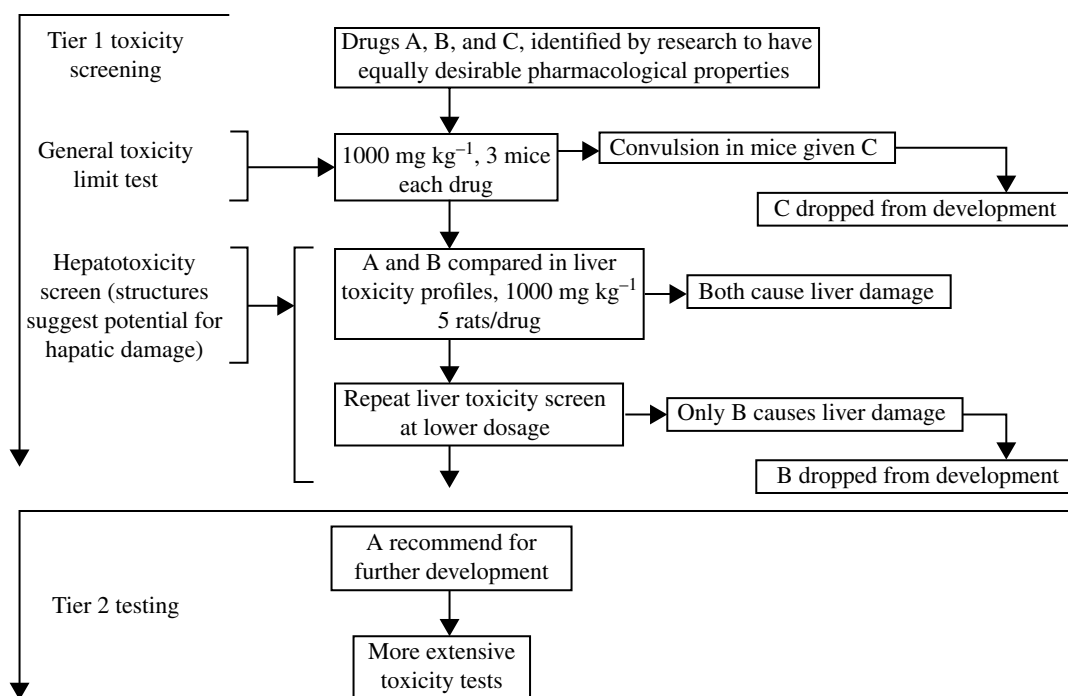 Tier 1 toxicity
screening
Drugs A, B, and C, identified by research to have
equally desirable pharmacological properties
General toxicity
limit test
1000 mg kg⁻¹, 3 mice
each drug
Convulsion in mice given C
C dropped from development
Hepatotoxicity
screen (structures
suggest potential for
hapatic damage)
A and B compared in liver
toxicity profiles, 1000 mg kg⁻¹
5 rats/drug
Both cause liver damage
Repeat liver toxicity screen
at lower dosage
Only B causes liver damage
B dropped from development
A recommend for
further development
Tier 2 testing
More extensive
toxicity tests